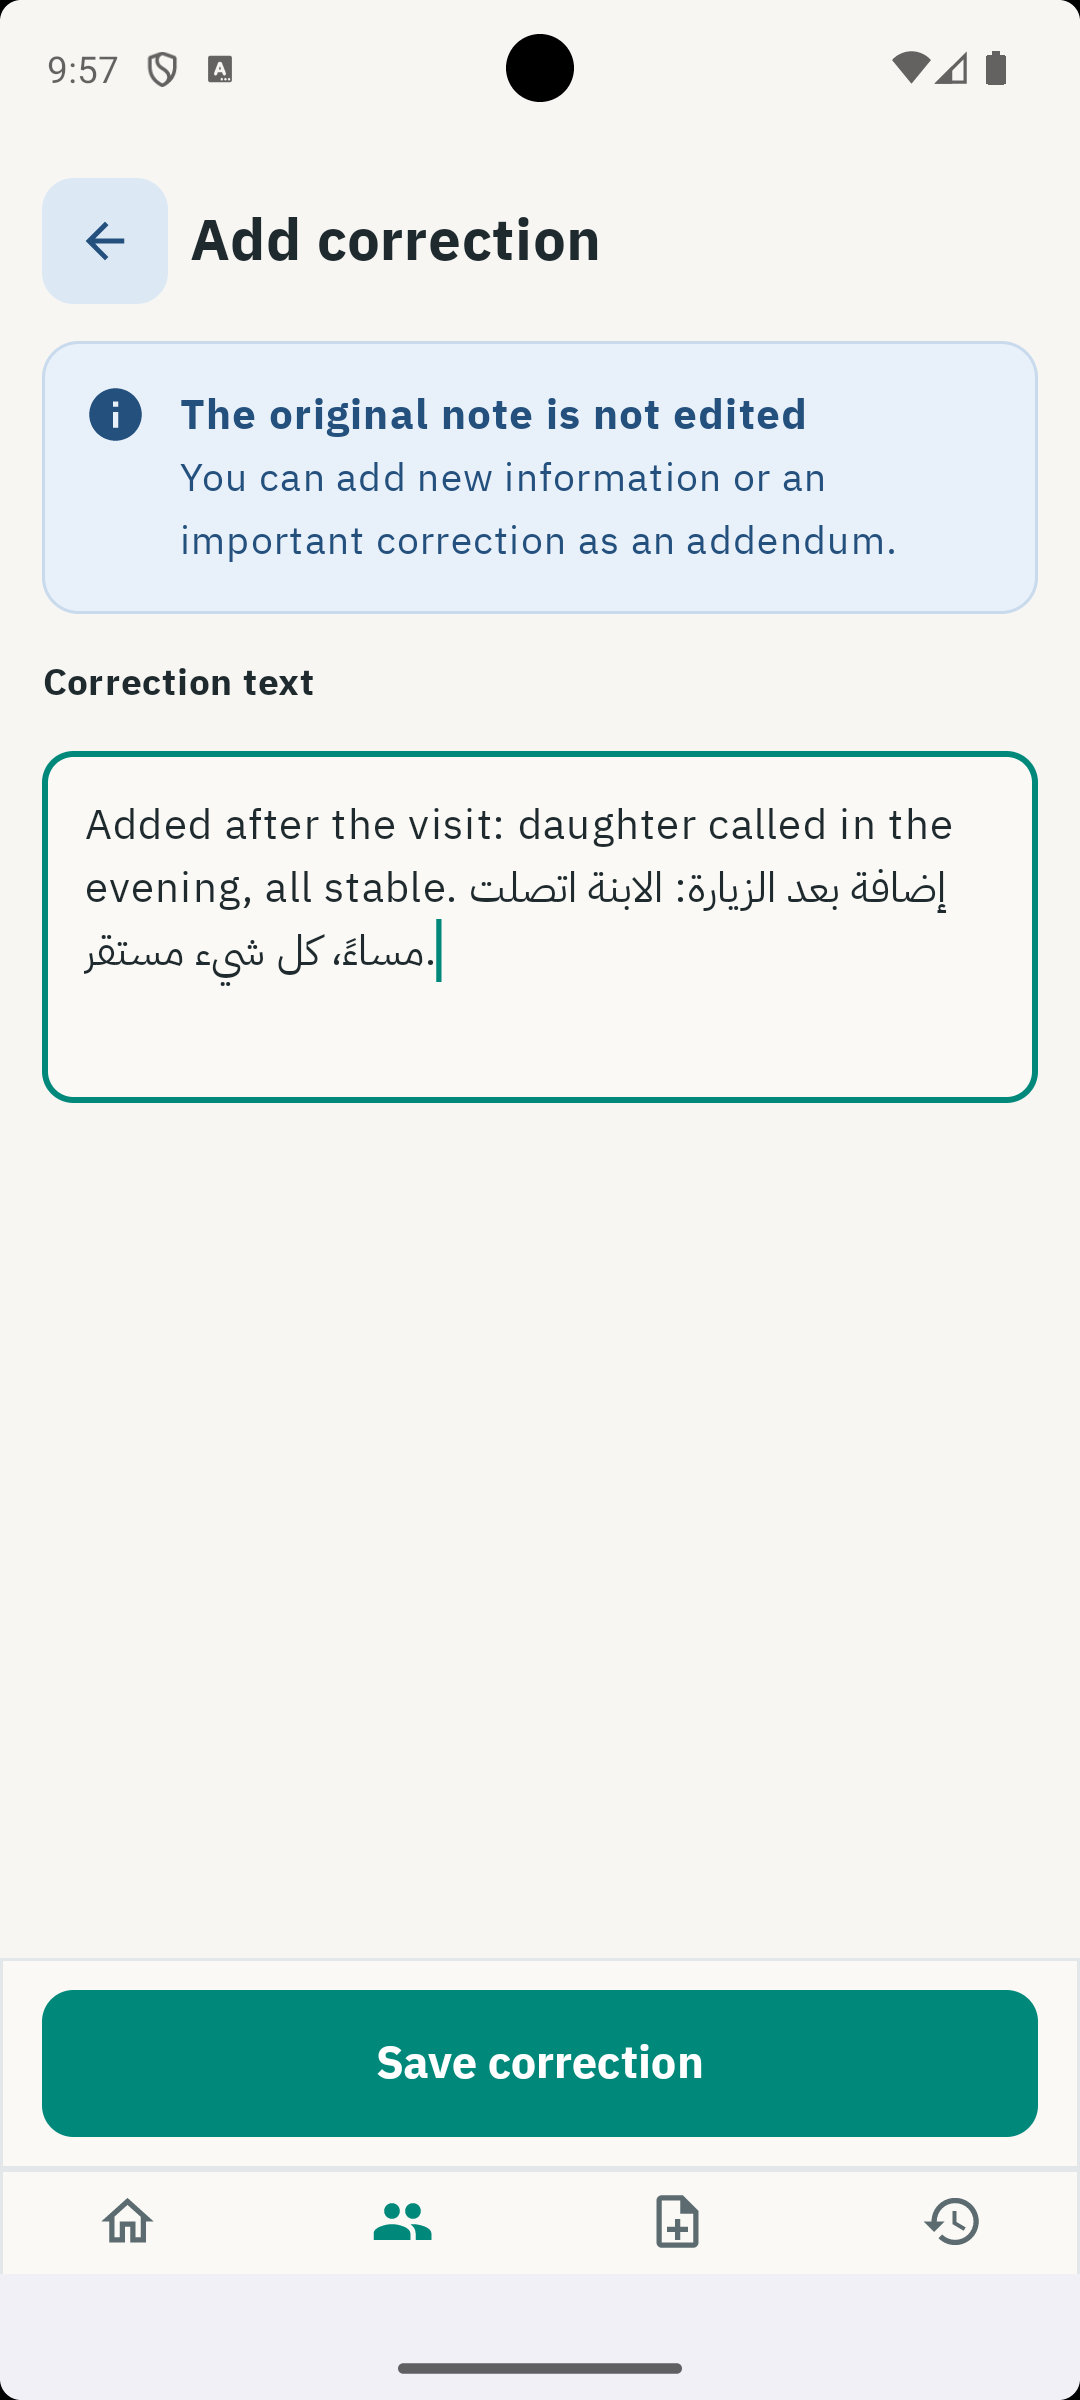 9:57
Add correction
The original note is not edited
You can add new information or an
important correction as an addendum.
Correction text
Added after the visit: daughter called in the
evening, all stable. إضافة بعد الزيارة: الابنة اتصلت
مساءً، كل شيء مستقر.
Save correction